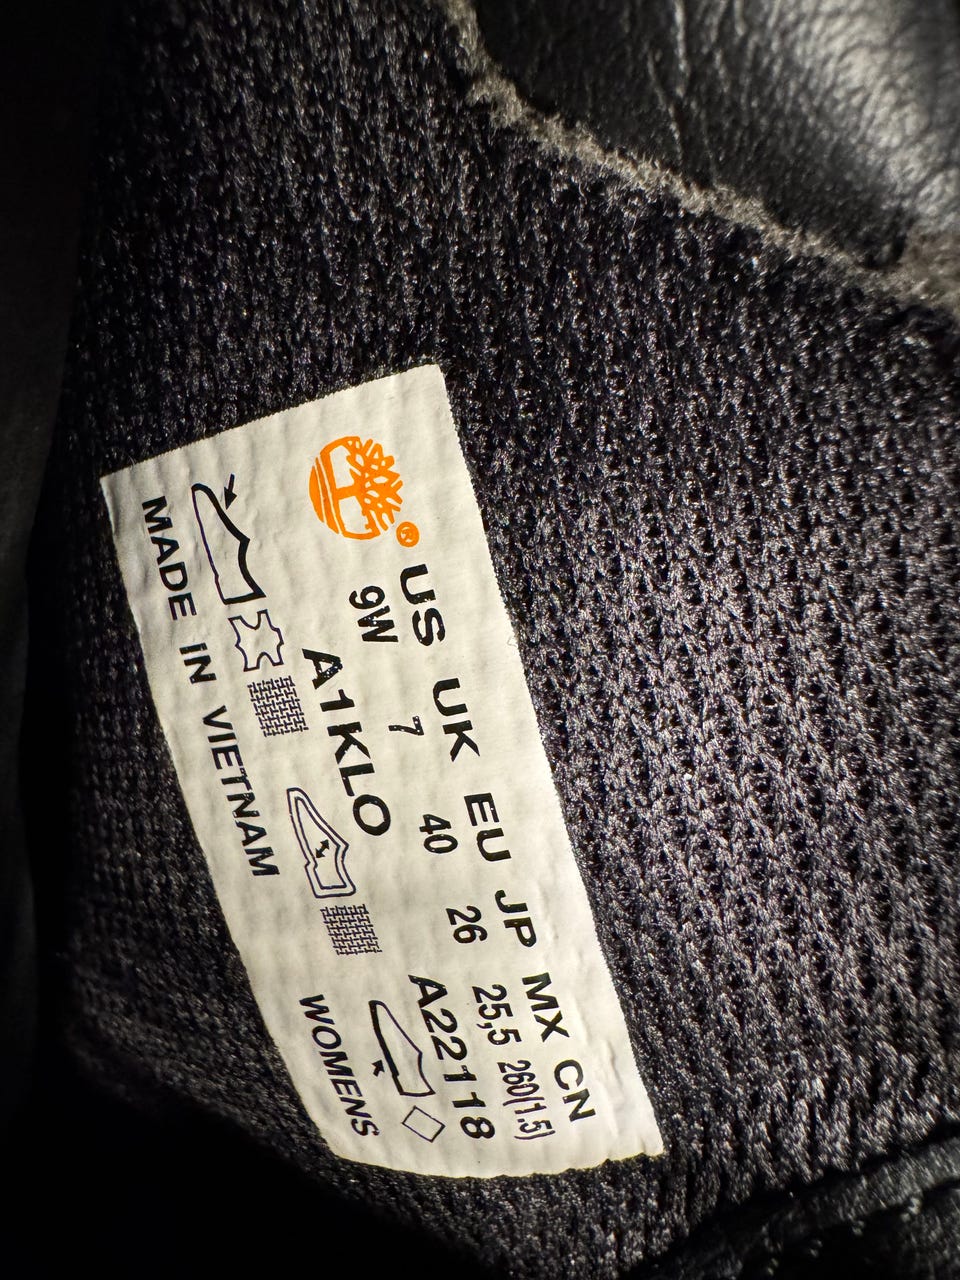 ®
US UK EU JP MX CN
9W 7 40 26 25,5 260(1.5)
A1KLO A22118
MADE IN VIETNAM WOMENS